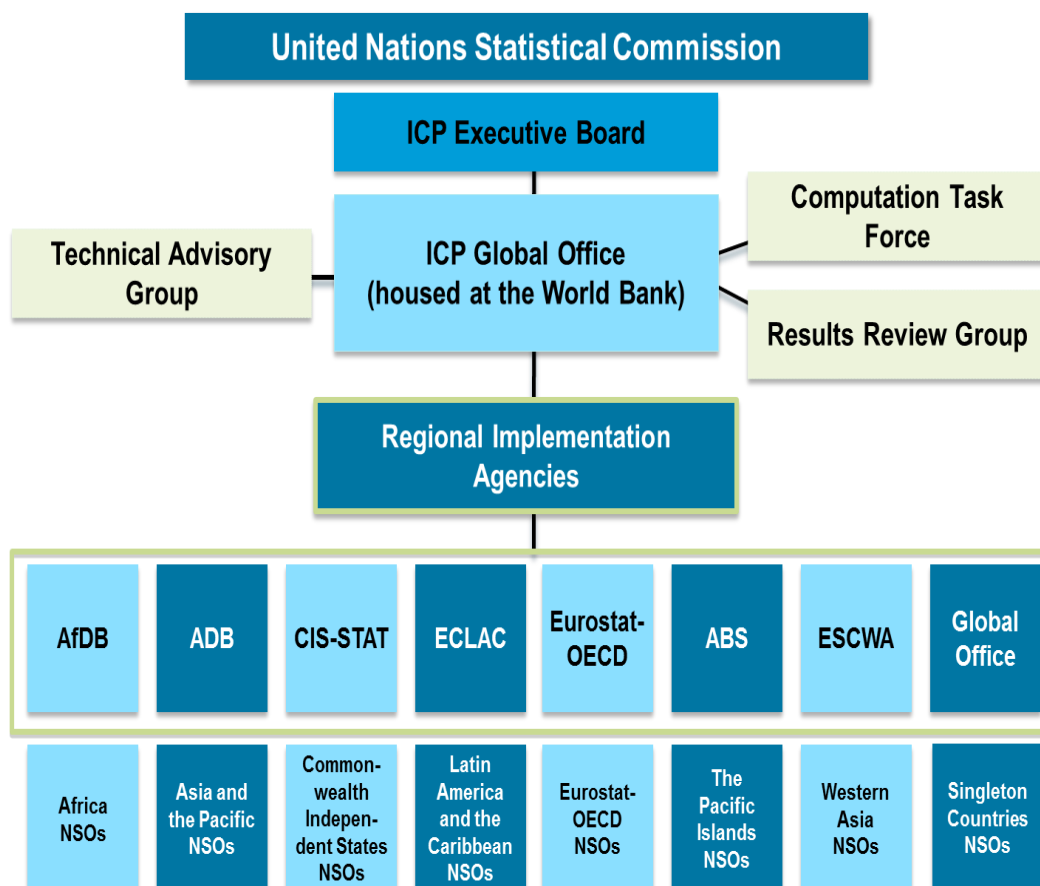 United Nations Statistical Commission
ICP Executive Board
Technical Advisory
Group
ICP Global Office
(housed at the World Bank)
Computation Task
Force
Results Review Group
Regional Implementation
Agencies
AfDB
ADB
CIS-STAT
ECLAC
Eurostat-
OECD
ABS
ESCWA
Global
Office
Africa
NSOs
Asia and
the Pacific
NSOs
Common-
wealth
Indepen-
dent States
NSOs
Latin
America
and the
Caribbean
NSOs
Eurostat-
OECD
NSOs
The
Pacific
Islands
NSOs
Western
Asia
NSOs
Singleton
Countries
NSOs